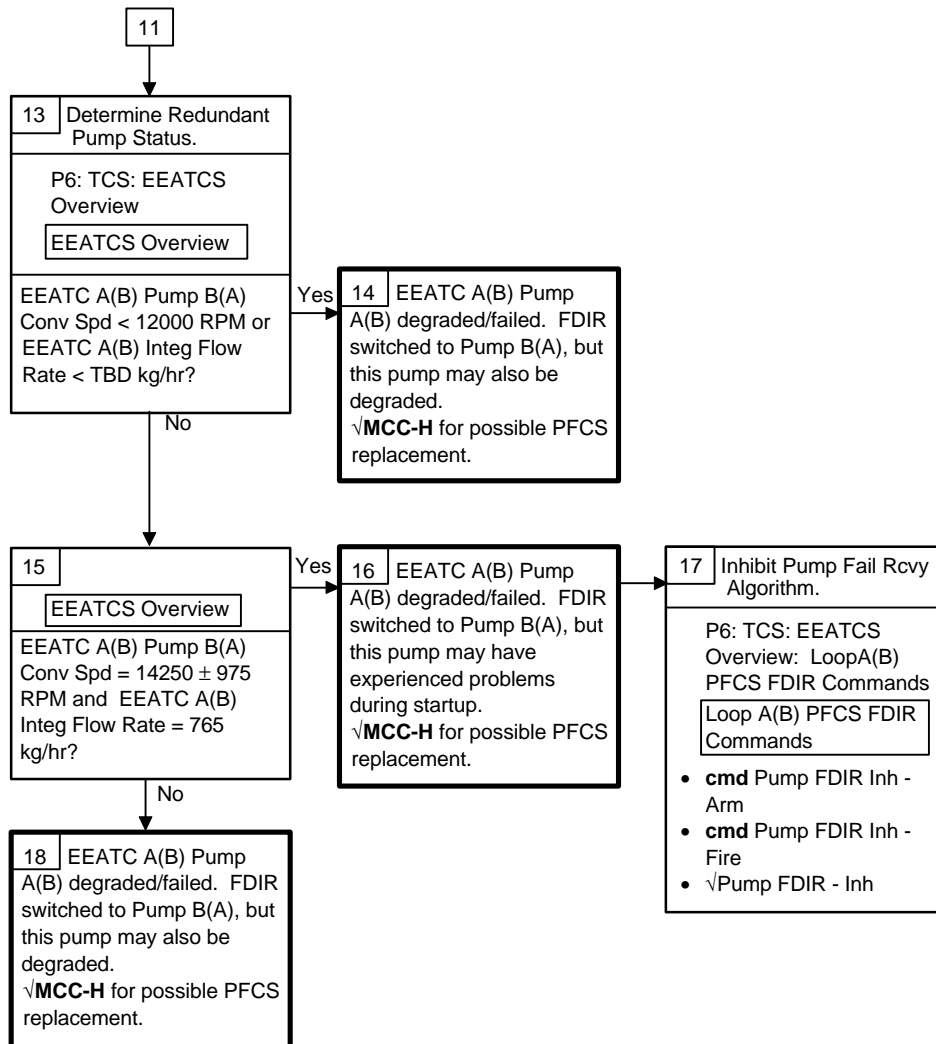 11
13 Determine Redundant
Pump Status.
P6: TCS: EEATCS
Overview
EEATCS Overview
EEATC A(B) Pump B(A)
Conv Spd < 12000 RPM or
EEATC A(B) Integ Flow
Rate < TBD kg/hr?
Yes
No
14 EEATC A(B) Pump
A(B) degraded/failed. FDIR
switched to Pump B(A), but
this pump may also be
degraded.
√MCC-H for possible PFCS
replacement.
15
EEATCS Overview
EEATC A(B) Pump B(A)
Conv Spd = 14250 ± 975
RPM and EEATC A(B)
Integ Flow Rate = 765
kg/hr?
Yes
No
16 EEATC A(B) Pump
A(B) degraded/failed. FDIR
switched to Pump B(A), but
this pump may have
experienced problems
during startup.
√MCC-H for possible PFCS
replacement.
17 Inhibit Pump Fail Rcvy
Algorithm.
P6: TCS: EEATCS
Overview: LoopA(B)
PFCS FDIR Commands
Loop A(B) PFCS FDIR
Commands
• cmd Pump FDIR Inh -
Arm
• cmd Pump FDIR Inh -
Fire
• √Pump FDIR - Inh
18 EEATC A(B) Pump
A(B) degraded/failed. FDIR
switched to Pump B(A), but
this pump may also be
degraded.
√MCC-H for possible PFCS
replacement.